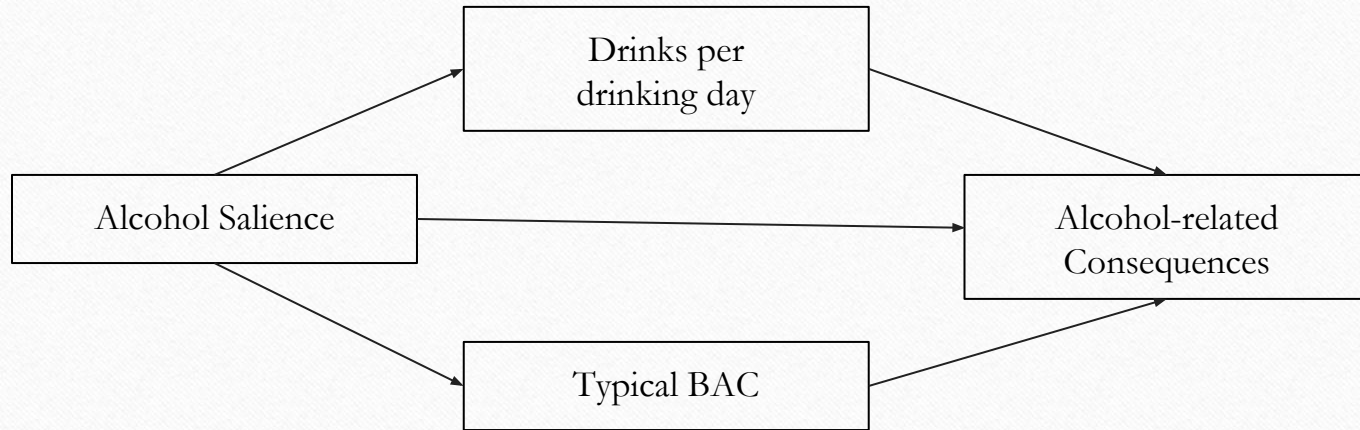 Drinks per
drinking day
Alcohol Salience
Alcohol-related
Consequences
Typical BAC